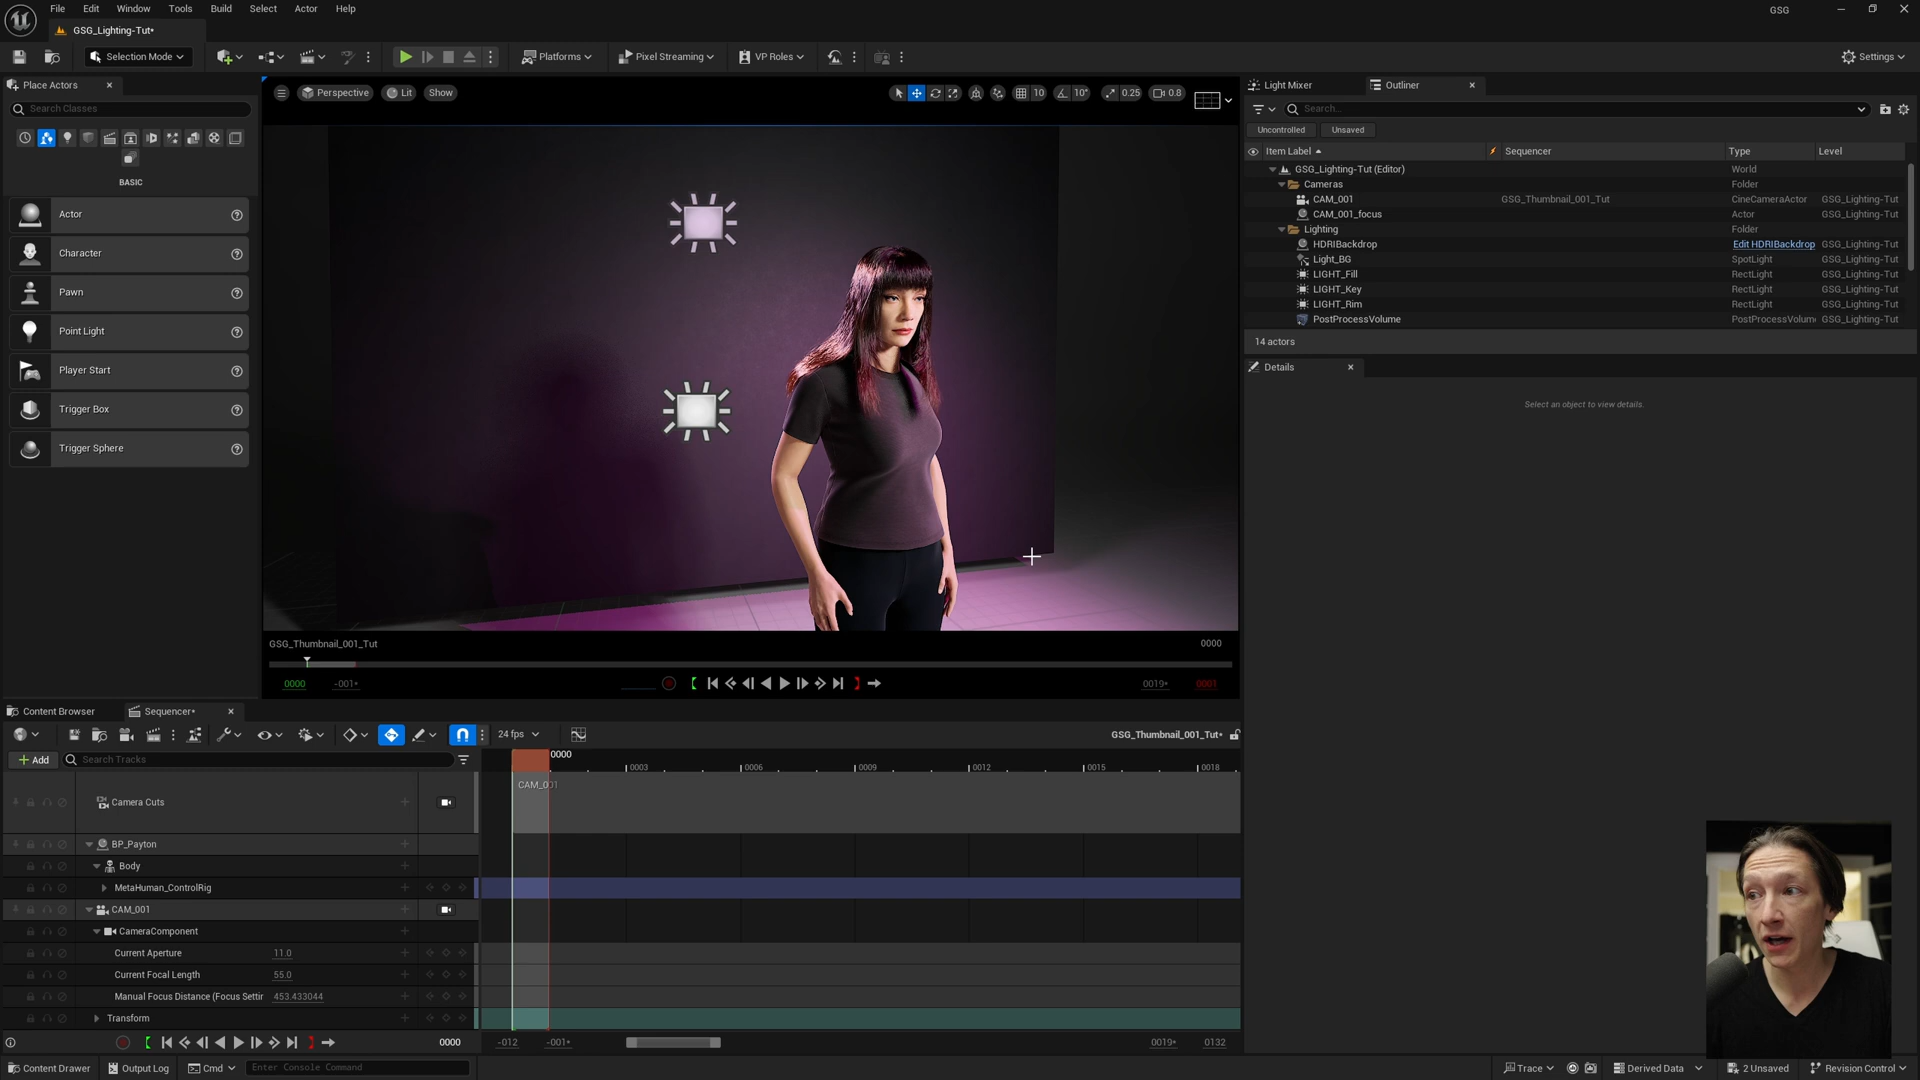 File Edit Window Tools Build Select Actor Help
GSG
GSG_Lighting-Tut*
Selection Mode
Platforms
Pixel Streaming
VP Roles
Settings
Place Actors
Search Classes
BASIC
Actor
Character
Pawn
Point Light
Player Start
Trigger Box
Trigger Sphere
Perspective
Lit
Show
10
10°
0.25
0.8
GSG_Thumbnail_001_Tut
0000
0000
-001*
0019*
0001
Light Mixer
Outliner
Search...
Uncontrolled
Unsaved
Item Label Sequencer Type Level
GSG_Lighting-Tut (Editor) World
Cameras Folder
CAM_001 GSG_Thumbnail_001_Tut CineCameraActor GSG_Lighting-Tut
CAM_001_focus Actor GSG_Lighting-Tut
Lighting Folder
HDRIBackdrop Edit HDRIBackdrop GSG_Lighting-Tut
Light_BG SpotLight GSG_Lighting-Tut
LIGHT_Fill RectLight GSG_Lighting-Tut
LIGHT_Key RectLight GSG_Lighting-Tut
LIGHT_Rim RectLight GSG_Lighting-Tut
PostProcessVolume PostProcessVolum GSG_Lighting-Tut
14 actors
Details
Select an object to view details.
Content Browser
Sequencer*
24 fps
GSG_Thumbnail_001_Tut*
Add
Search Tracks
0000
0003 0006 0009 0012 0015 0018
CAM_001
Camera Cuts
BP_Payton
Body
MetaHuman_ControlRig
CAM_001
CameraComponent
Current Aperture 11.0
Current Focal Length 55.0
Manual Focus Distance (Focus Settir 453.433044
Transform
0000
-012 -001* 0019* 0132
Content Drawer
Output Log
Cmd
Enter Console Command
Trace
Derived Data
2 Unsaved
Revision Control